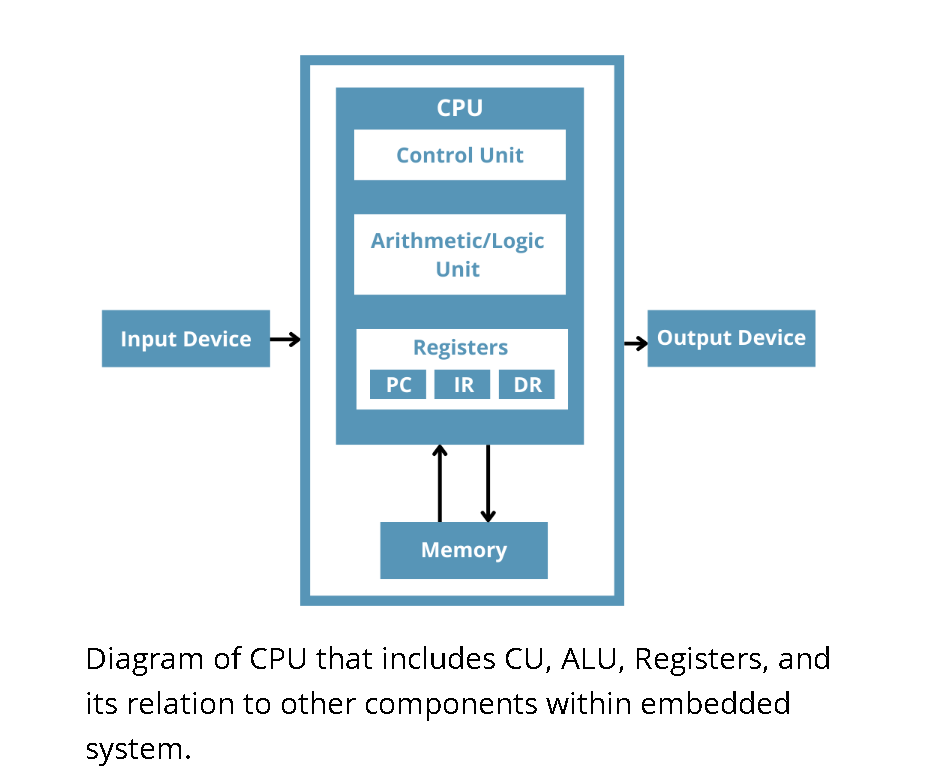 CPU
Control Unit
Arithmetic/Logic
Unit
Input Device
Output Device
Registers
PC IR DR
Memory
Diagram of CPU that includes CU, ALU, Registers, and
its relation to other components within embedded
system.